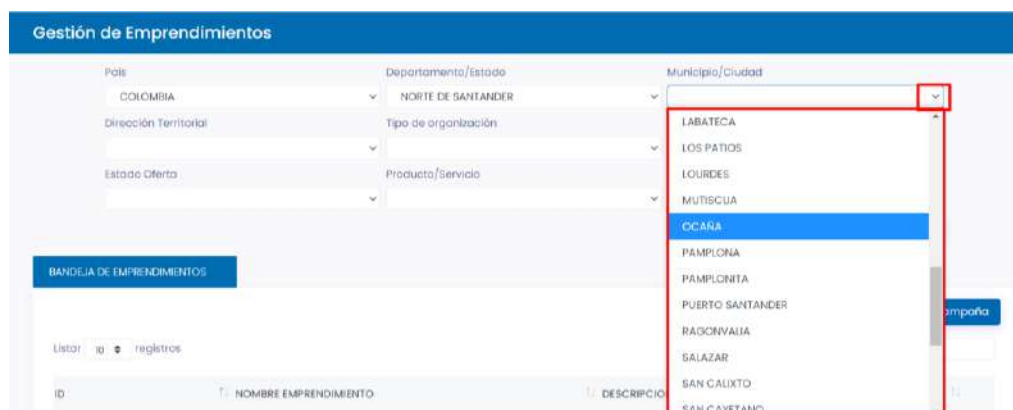 Gestión de Emprendimientos
País Departamento/Estado Municipio/Ciudad
COLOMBIA NORTE DE SANTANDER
Dirección Territorial Tipo de organización
LABATECA
LOS PATIOS
Estado Oferta Producto/Servicio
LOURDES
MUTISCUA
OCAÑA
PAMPLONA
BANDEJA DE EMPRENDIMIENTOS
PAMPLONITA
PUERTO SANTANDER
RAGONVALIA
Listar 10 registros
SALAZAR
SAN CALIXTO
ID NOMBRE EMPRENDIMIENTO DESCRIPCIO
SAN CAYETANO